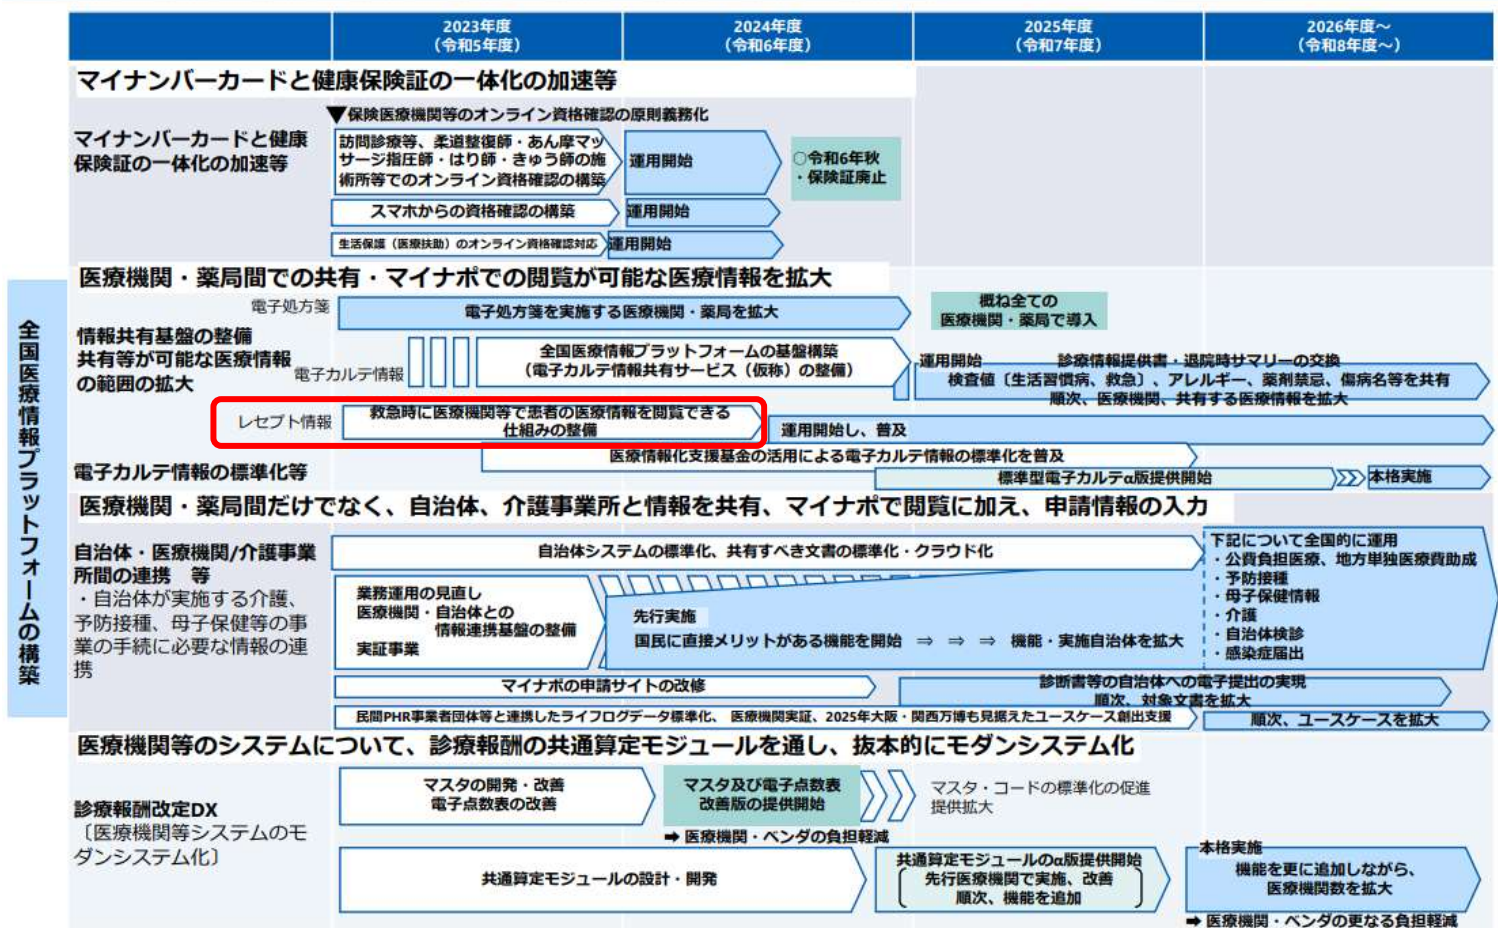 2023年度
（令和5年度）
2024年度
（令和6年度）
2025年度
（令和7年度）
2026年度～
（令和8年度～）
マイナンバーカードと健康保険証の一体化の加速等
▼保険医療機関等のオンライン資格確認の原則義務化
マイナンバーカードと健康
保険証の一体化の加速等
訪問診療等、柔道整復師・あん摩マッ
サージ指圧師・はり師・きゅう師の施
術所等でのオンライン資格確認の構築
運用開始
○令和6年秋
・保険証廃止
スマホからの資格確認の構築
運用開始
生活保護（医療扶助）のオンライン資格確認対応
運用開始
全国医療情報プラットフォームの構築
医療機関・薬局間での共有・マイナポでの閲覧が可能な医療情報を拡大
電子処方箋
電子処方箋を実施する医療機関・薬局を拡大
概ね全ての
医療機関・薬局で導入
情報共有基盤の整備
共有等が可能な医療情報
の範囲の拡大
電子カルテ情報
全国医療情報プラットフォームの基盤構築
（電子カルテ情報共有サービス（仮称）の整備）
運用開始
診療情報提供書・退院時サマリーの交換
検査値〔生活習慣病、救急〕、アレルギー、薬剤禁忌、傷病名等を共有
順次、医療機関、共有する医療情報を拡大
レセプト情報
救急時に医療機関等で患者の医療情報を閲覧できる
仕組みの整備
運用開始し、普及
電子カルテ情報の標準化等
医療情報化支援基金の活用による電子カルテ情報の標準化を普及
標準型電子カルテα版提供開始
本格実施
医療機関・薬局間だけでなく、自治体、介護事業所と情報を共有、マイナポで閲覧に加え、申請情報の入力
自治体・医療機関/介護事業
所間の連携　等
・自治体が実施する介護、
予防接種、母子保健等の事
業の手続に必要な情報の連
携
自治体システムの標準化、共有すべき文書の標準化・クラウド化
業務運用の見直し
医療機関・自治体との
情報連携基盤の整備
実証事業
先行実施
国民に直接メリットがある機能を開始　⇒　⇒　⇒　機能・実施自治体を拡大
下記について全国的に運用
・公費負担医療、地方単独医療費助成
・予防接種
・母子保健情報
・介護
・自治体検診
・感染症届出
マイナポの申請サイトの改修
診断書等の自治体への電子提出の実現
順次、対象文書を拡大
民間PHR事業者団体等と連携したライフログデータ標準化、医療機関実証、2025年大阪・関西万博も見据えたユースケース創出支援
順次、ユースケースを拡大
医療機関等のシステムについて、診療報酬の共通算定モジュールを通し、抜本的にモダンシステム化
診療報酬改定DX
〔医療機関等システムのモ
ダンシステム化〕
マスタの開発・改善
電子点数表の改善
マスタ及び電子点数表
改善版の提供開始
マスタ・コードの標準化の促進
提供拡大
➡ 医療機関・ベンダの負担軽減
共通算定モジュールの設計・開発
共通算定モジュールのα版提供開始
先行医療機関で実施、改善
順次、機能を追加
本格実施
機能を更に追加しながら、
医療機関数を拡大
➡ 医療機関・ベンダの更なる負担軽減